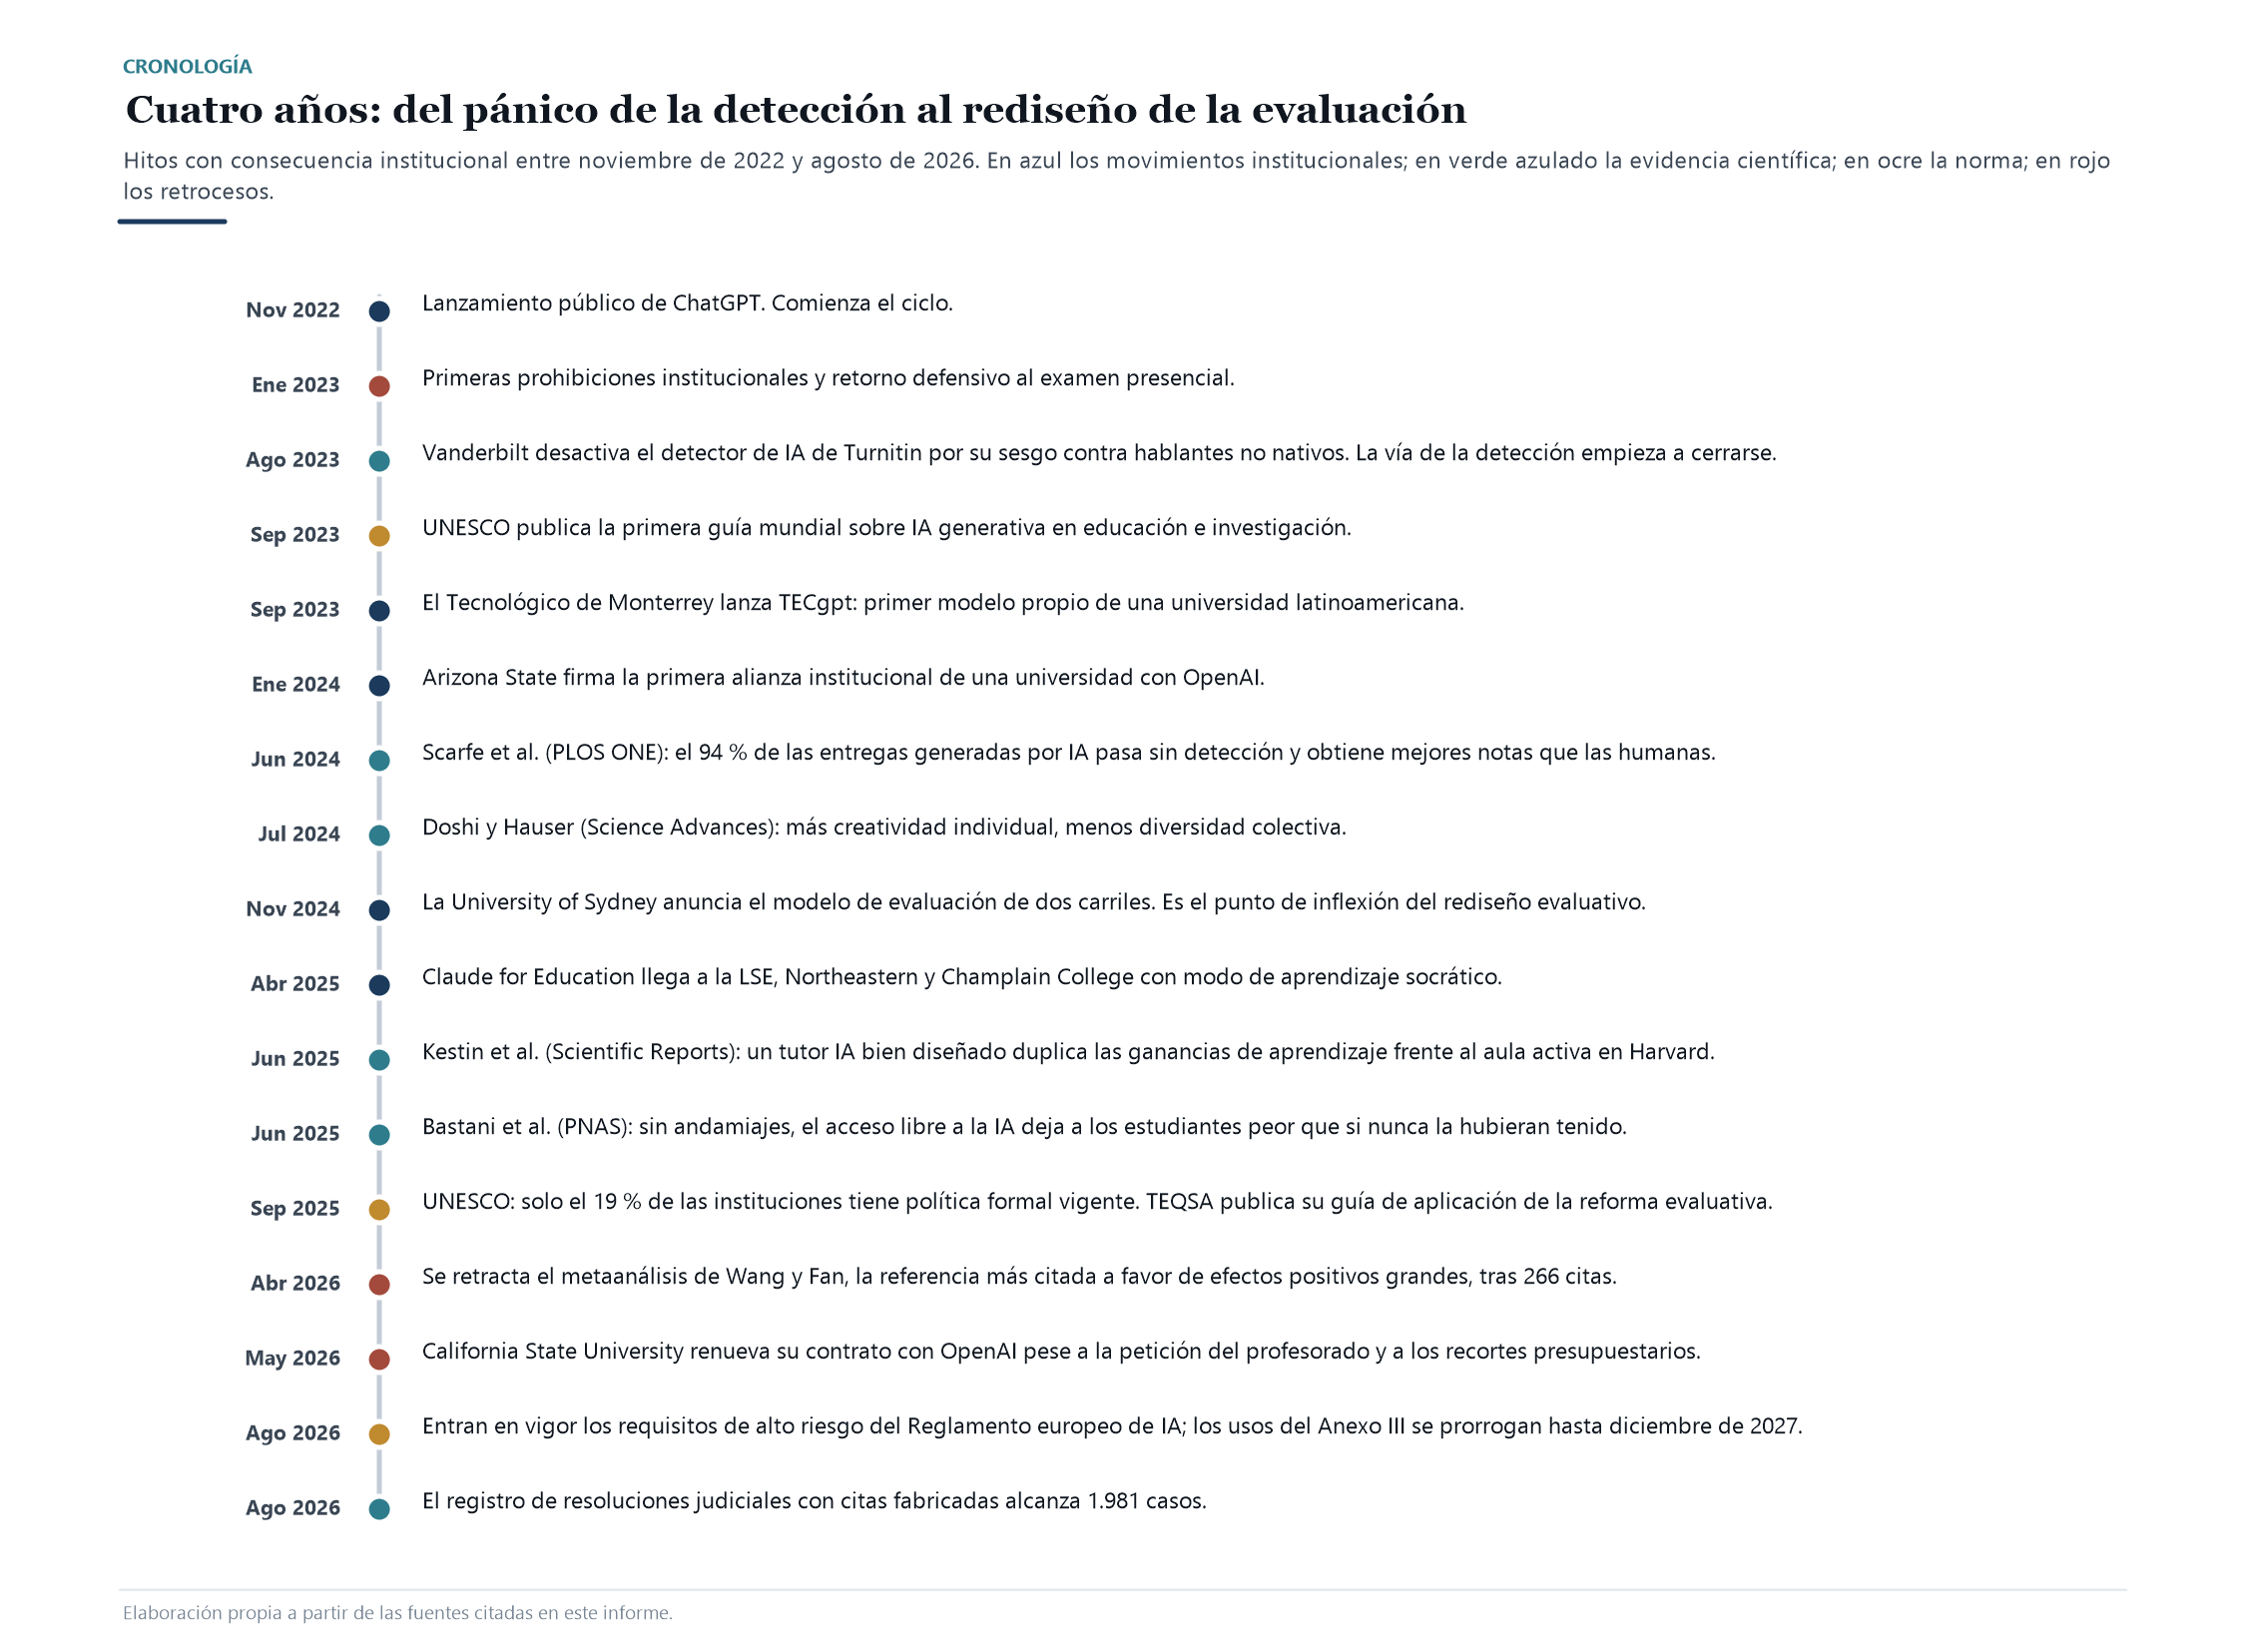 CRONOLOGÍA
Cuatro años: del pánico de la detección al rediseño de la evaluación
Hitos con consecuencia institucional entre noviembre de 2022 y agosto de 2026. En azul los movimientos institucionales; en verde azulado la evidencia científica; en ocre la norma; en rojo
los retrocesos.
Nov 2022 Lanzamiento público de ChatGPT. Comienza el ciclo.
Ene 2023 Primeras prohibiciones institucionales y retorno defensivo al examen presencial.
Ago 2023 Vanderbilt desactiva el detector de IA de Turnitin por su sesgo contra hablantes no nativos. La vía de la detección empieza a cerrarse.
Sep 2023 UNESCO publica la primera guía mundial sobre IA generativa en educación e investigación.
Sep 2023 El Tecnológico de Monterrey lanza TECgpt: primer modelo propio de una universidad latinoamericana.
Ene 2024 Arizona State firma la primera alianza institucional de una universidad con OpenAI.
Jun 2024 Scarfe et al. (PLOS ONE): el 94 % de las entregas generadas por IA pasa sin detección y obtiene mejores notas que las humanas.
Jul 2024 Doshi y Hauser (Science Advances): más creatividad individual, menos diversidad colectiva.
Nov 2024 La University of Sydney anuncia el modelo de evaluación de dos carriles. Es el punto de inflexión del rediseño evaluativo.
Abr 2025 Claude for Education llega a la LSE, Northeastern y Champlain College con modo de aprendizaje socrático.
Jun 2025 Kestin et al. (Scientific Reports): un tutor IA bien diseñado duplica las ganancias de aprendizaje frente al aula activa en Harvard.
Jun 2025 Bastani et al. (PNAS): sin andamiajes, el acceso libre a la IA deja a los estudiantes peor que si nunca la hubieran tenido.
Sep 2025 UNESCO: solo el 19 % de las instituciones tiene política formal vigente. TEQSA publica su guía de aplicación de la reforma evaluativa.
Abr 2026 Se retracta el metaanálisis de Wang y Fan, la referencia más citada a favor de efectos positivos grandes, tras 266 citas.
May 2026 California State University renueva su contrato con OpenAI pese a la petición del profesorado y a los recortes presupuestarios.
Ago 2026 Entran en vigor los requisitos de alto riesgo del Reglamento europeo de IA; los usos del Anexo III se prorrogan hasta diciembre de 2027.
Ago 2026 El registro de resoluciones judiciales con citas fabricadas alcanza 1.981 casos.
Elaboración propia a partir de las fuentes citadas en este informe.